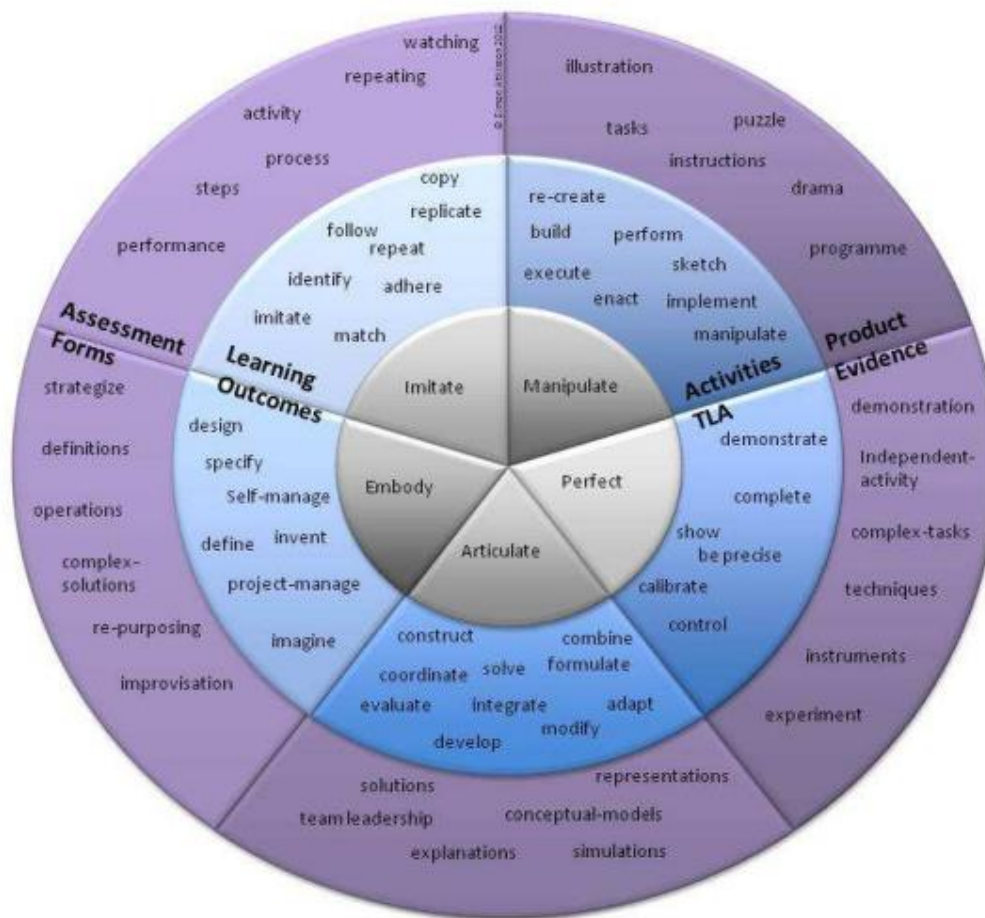 © Simon Atkinson 2012
watching
repeating
activity
process
steps
performance
Assessment
Forms
illustration
tasks
puzzle
instructions
drama
programme
Product
Evidence
copy
replicate
follow
repeat
identify
adhere
imitate
match
Learning
Outcomes
re-create
build
perform
sketch
execute
enact
implement
manipulate
Activities
TLA
Imitate
Manipulate
Embody
Perfect
Articulate
strategize
definitions
operations
complex-
solutions
re-purposing
improvisation
design
specify
Self-manage
define
invent
project-manage
imagine
demonstrate
complete
show
be precise
calibrate
control
demonstration
Independent-
activity
complex-tasks
techniques
instruments
experiment
construct
combine
coordinate
solve
formulate
evaluate
integrate
adapt
modify
develop
solutions
representations
team leadership
conceptual-models
explanations
simulations